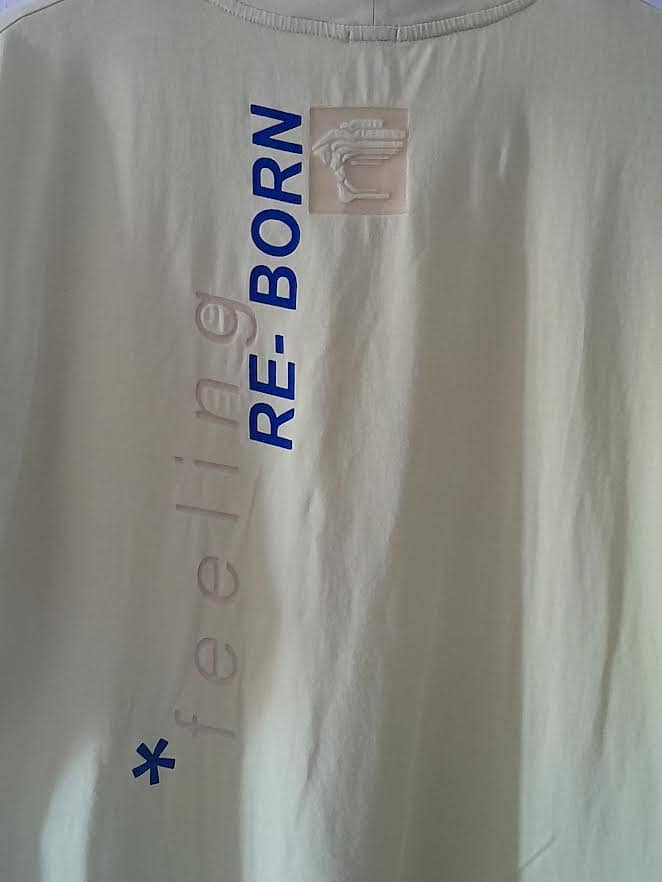 * feeling
RE- BORN